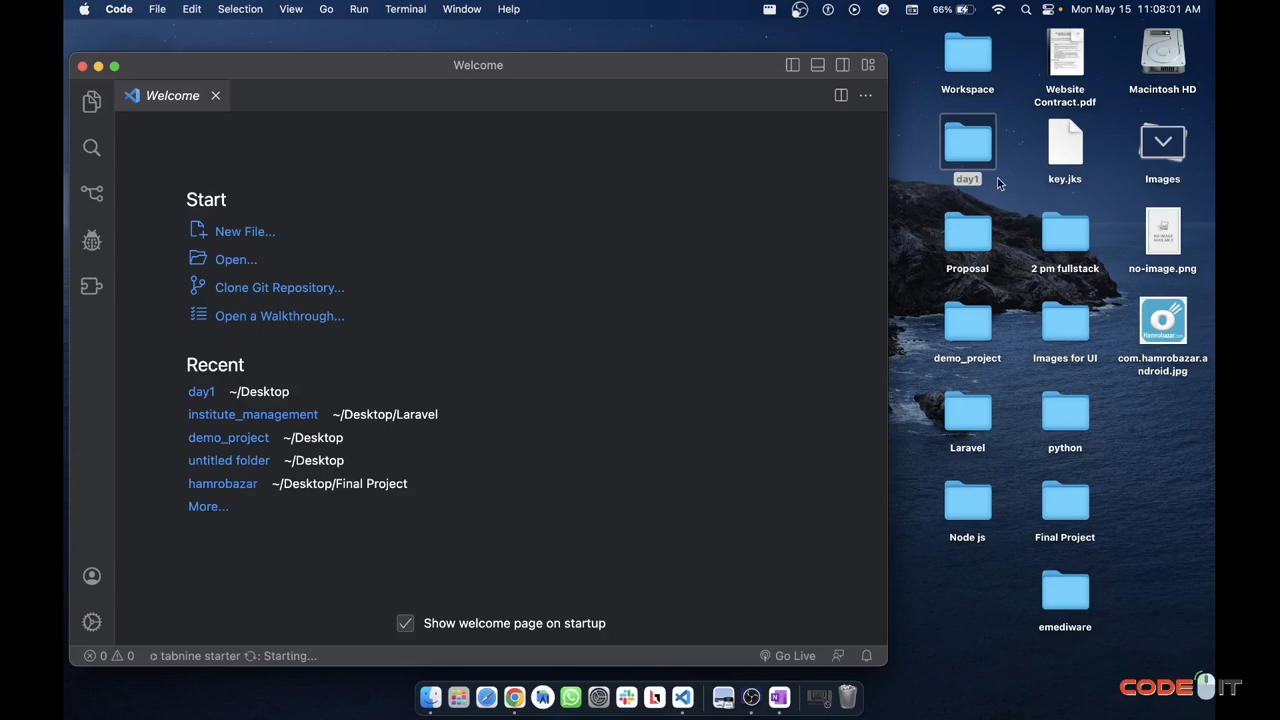 Code File Edit Selection View Go Run Terminal Window Help 66% Mon May 15 11:08:01 AM
Welcome
Welcome
Start
New File...
Open...
Clone Git Repository...
Open a Walkthrough...
Recent
day1 ~/Desktop
institute_management ~/Desktop/Laravel
demo_project ~/Desktop
untitled folder ~/Desktop
hamrobazar ~/Desktop/Final Project
More...
Show welcome page on startup
0 0 tabnine starter : Starting... Go Live
Workspace
Website
Contract.pdf
Macintosh HD
day1
key.jks
Images
Proposal
2 pm fullstack
no-image.png
demo_project
Images for UI
Hamrobazar.com
com.hamrobazar.a
ndroid.jpg
Laravel
python
Node js
Final Project
emediware
CODE IT